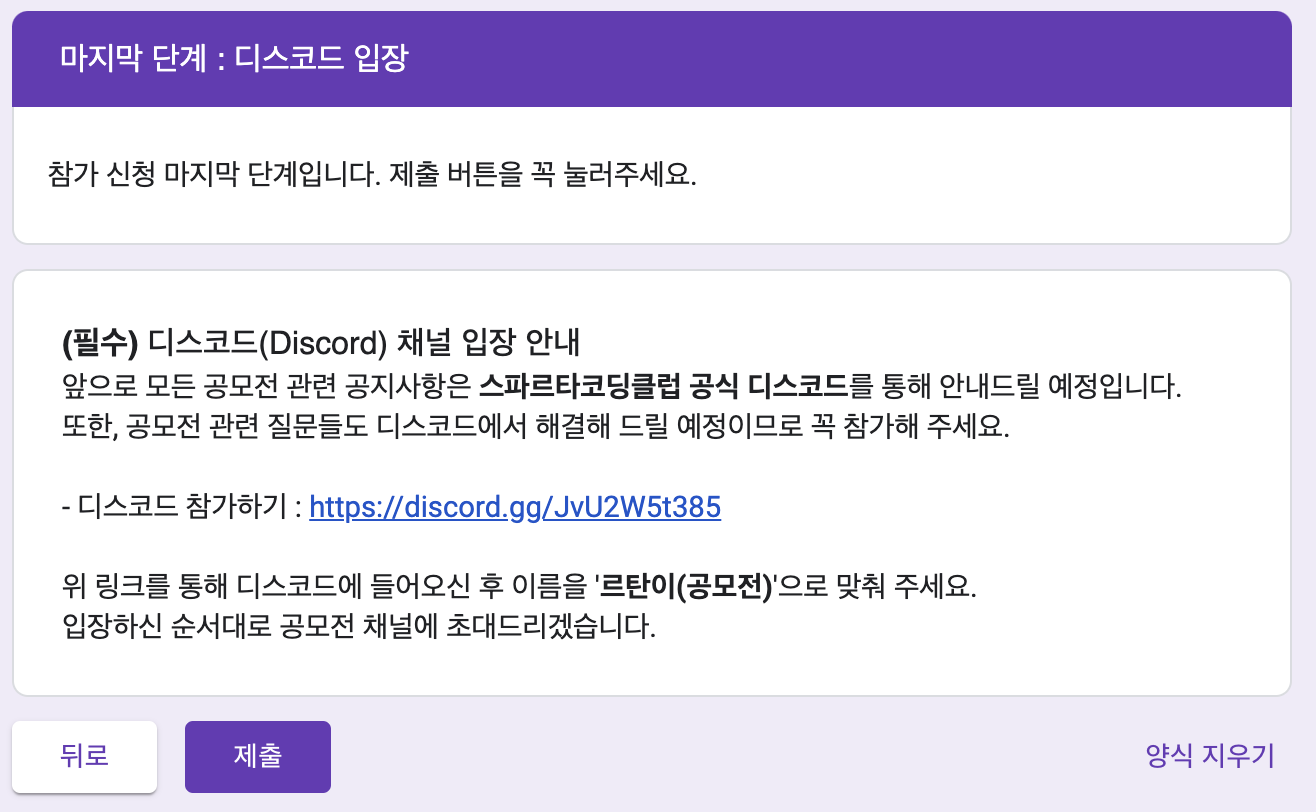 마지막 단계 : 디스코드 입장
참가 신청 마지막 단계입니다. 제출 버튼을 꼭 눌러주세요.
(필수) 디스코드(Discord) 채널 입장 안내
앞으로 모든 공모전 관련 공지사항은 스파르타코딩클럽 공식 디스코드를 통해 안내드릴 예정입니다.
또한, 공모전 관련 질문들도 디스코드에서 해결해 드릴 예정이므로 꼭 참가해 주세요.
- 디스코드 참가하기 : https://discord.gg/JvU2W5t385
위 링크를 통해 디스코드에 들어오신 후 이름을 '르탄이(공모전)'으로 맞춰 주세요.
입장하신 순서대로 공모전 채널에 초대드리겠습니다.
뒤로 제출 양식 지우기